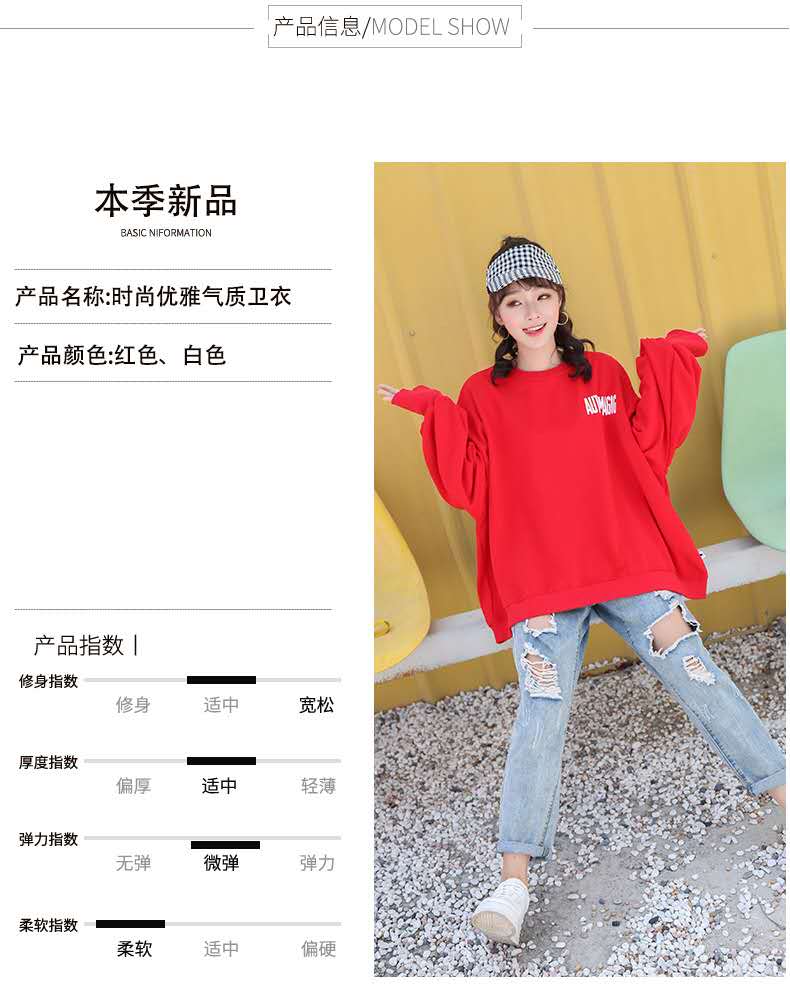 产品信息/MODEL SHOW
本季新品
BASIC NIFORMATION
产品名称:时尚优雅气质卫衣
产品颜色:红色、白色
产品指数丨
修身指数
修身 适中 宽松
厚度指数
偏厚 适中 轻薄
弹力指数
无弹 微弹 弹力
柔软指数
柔软 适中 偏硬